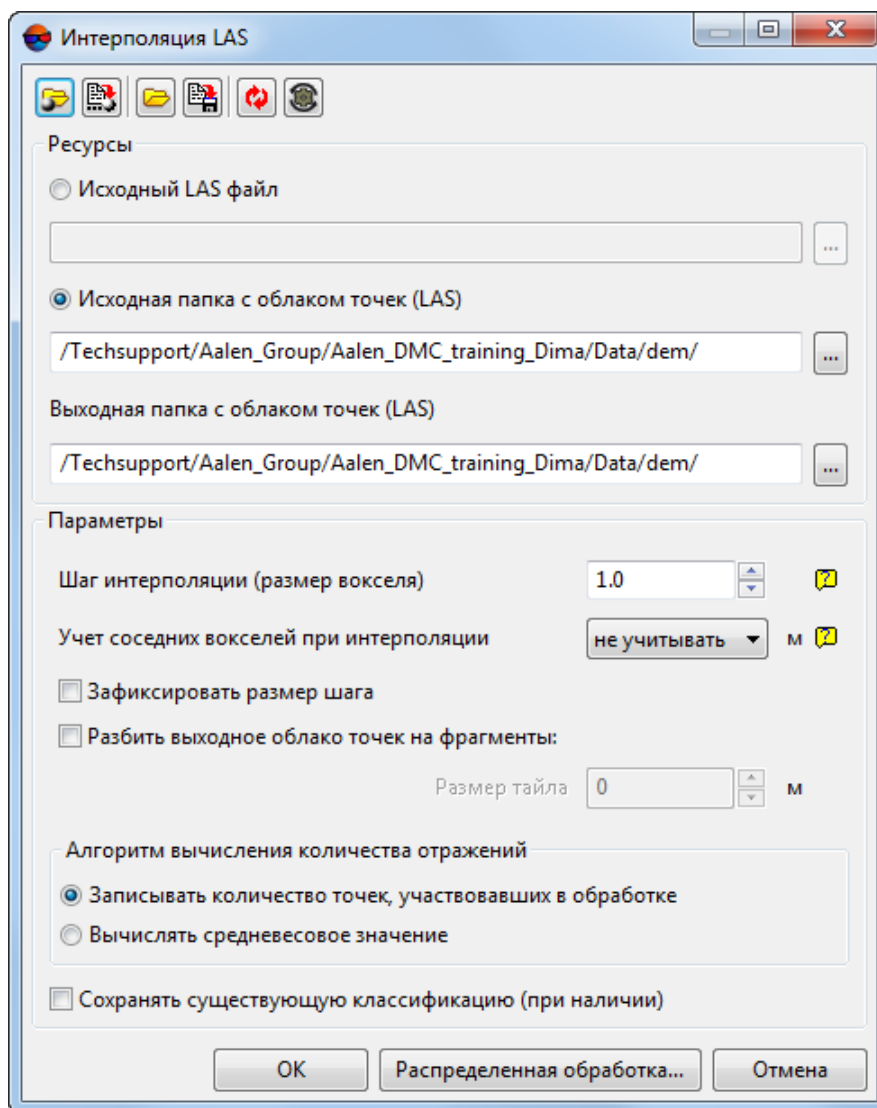 Интерполяция LAS
Ресурсы
Исходный LAS файл
...
Исходная папка с облаком точек (LAS)
/Techsupport/Aalen_Group/Aalen_DMC_training_Dima/Data/dem/
...
Выходная папка с облаком точек (LAS)
/Techsupport/Aalen_Group/Aalen_DMC_training_Dima/Data/dem/
...
Параметры
Шаг интерполяции (размер вокселя) 1.0 ?
Учет соседних вокселей при интерполяции не учитывать м ?
Зафиксировать размер шага
Разбить выходное облако точек на фрагменты:
Размер тайла 0 м
Алгоритм вычисления количества отражений
Записывать количество точек, участвовавших в обработке
Вычислять средневесовое значение
Сохранять существующую классификацию (при наличии)
OK Распределенная обработка... Отмена